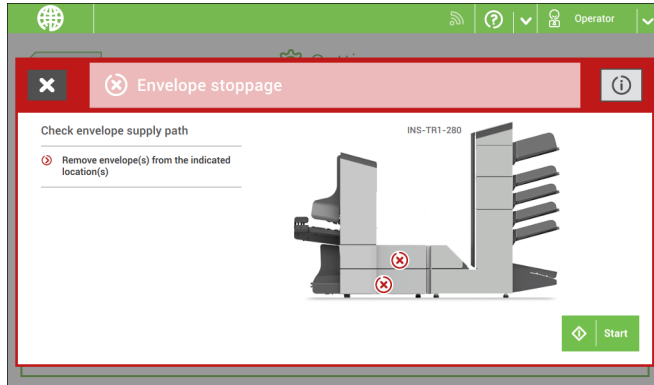 Operator
Envelope stoppage
Check envelope supply path
INS-TR1-280
Remove envelope(s) from the indicated
location(s)
Start